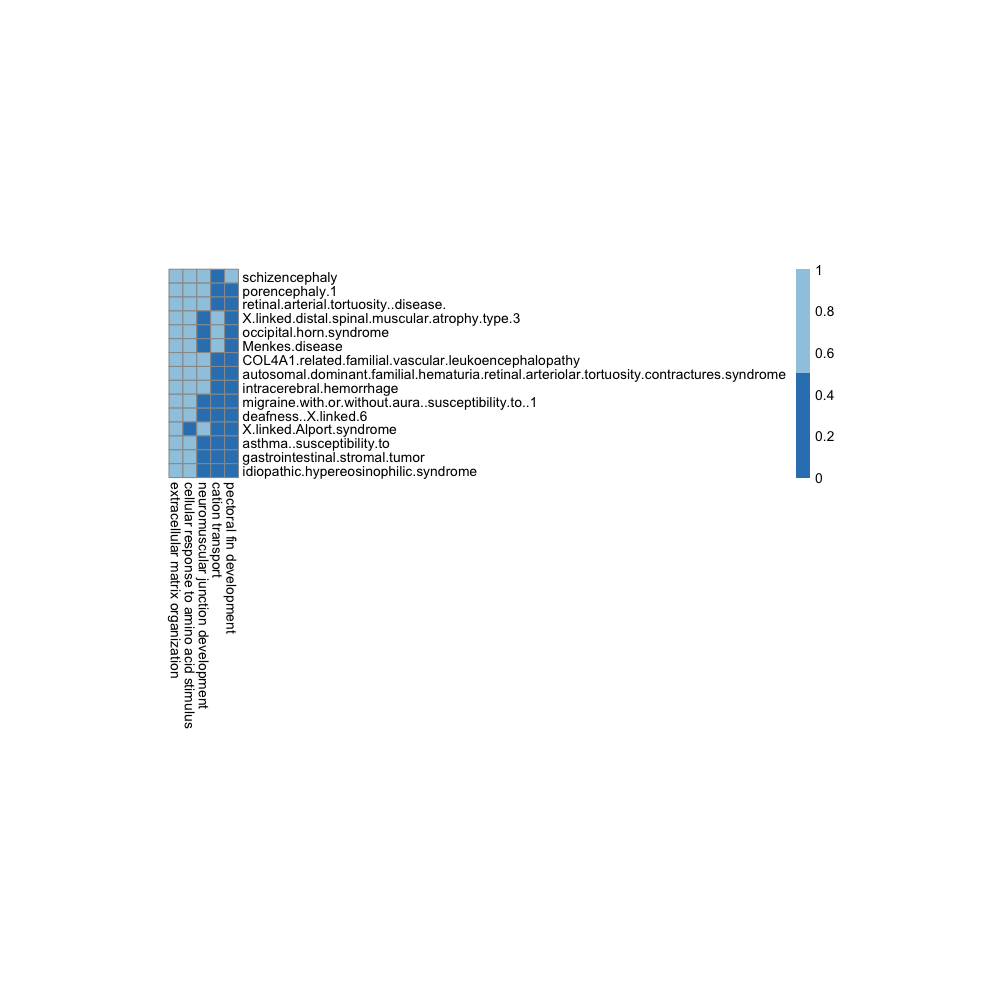 schizencephaly
porencephaly.1
retinal.arterial.tortuosity..disease.
X.linked.distal.spinal.muscular.atrophy.type.3
occipital.horn.syndrome
Menkes.disease
COL4A1.related.familial.vascular.leukoencephalopathy
autosomal.dominant.familial.hematuria.retinal.arteriolar.tortuosity.contractures.syndrome
intracerebral.hemorrhage
migraine.with.or.without.aura..susceptibility.to..1
deafness..X.linked.6
X.linked.Alport.syndrome
asthma..susceptibility.to
gastrointestinal.stromal.tumor
idiopathic.hypereosinophilic.syndrome
1
0.8
0.6
0.4
0.2
0
extracellular matrix organization
cellular response to amino acid stimulus
neuromuscular junction development
cation transport
pectoral fin development